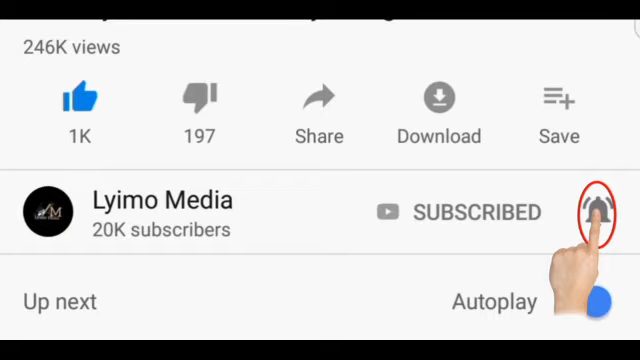 246K views
1K
197
Share
Download
Save
Lyimo Media
20K subscribers
SUBSCRIBED
Up next
Autoplay